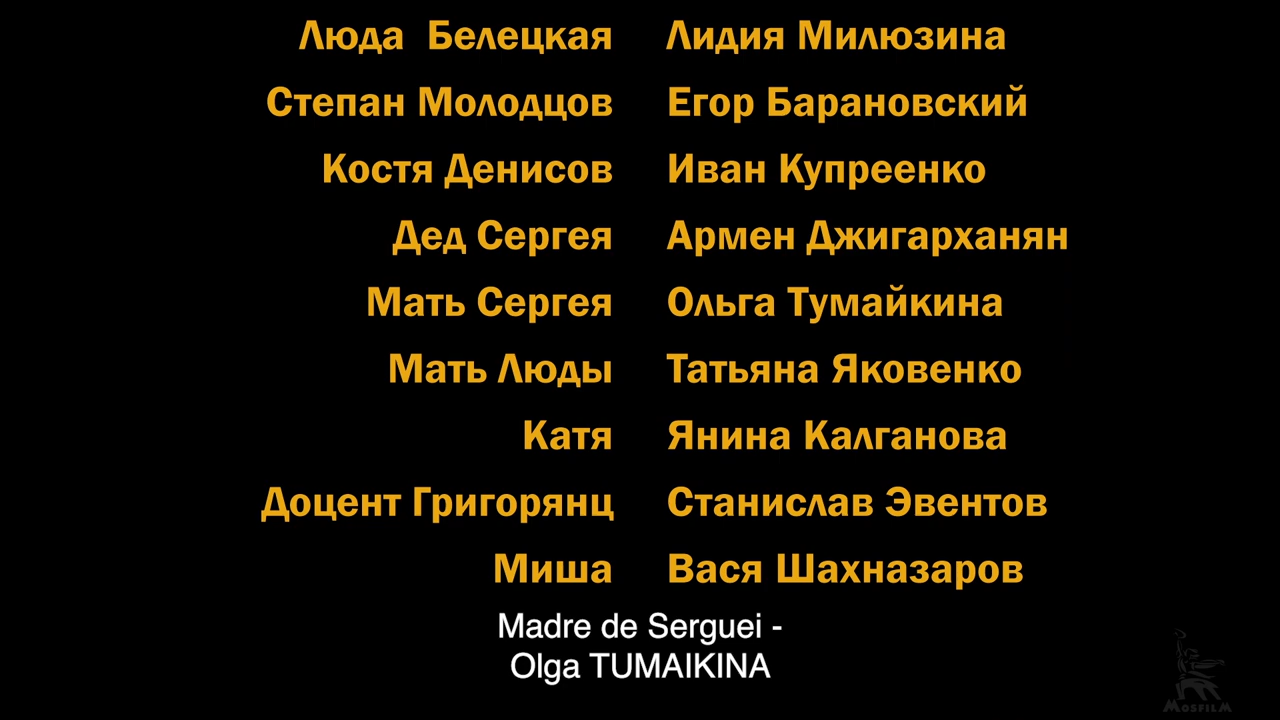 Люда Белецкая Лидия Милюзина
Степан Молодцов Егор Барановский
Костя Денисов Иван Купреенко
Дед Сергея Армен Джигарханян
Мать Сергея Ольга Тумайкина
Мать Люды Татьяна Яковенко
Катя Янина Калганова
Доцент Григорянц Станислав Эвентов
Миша Вася Шахназаров
Madre de Serguei -
Olga TUMAIKINA
MOSFILM